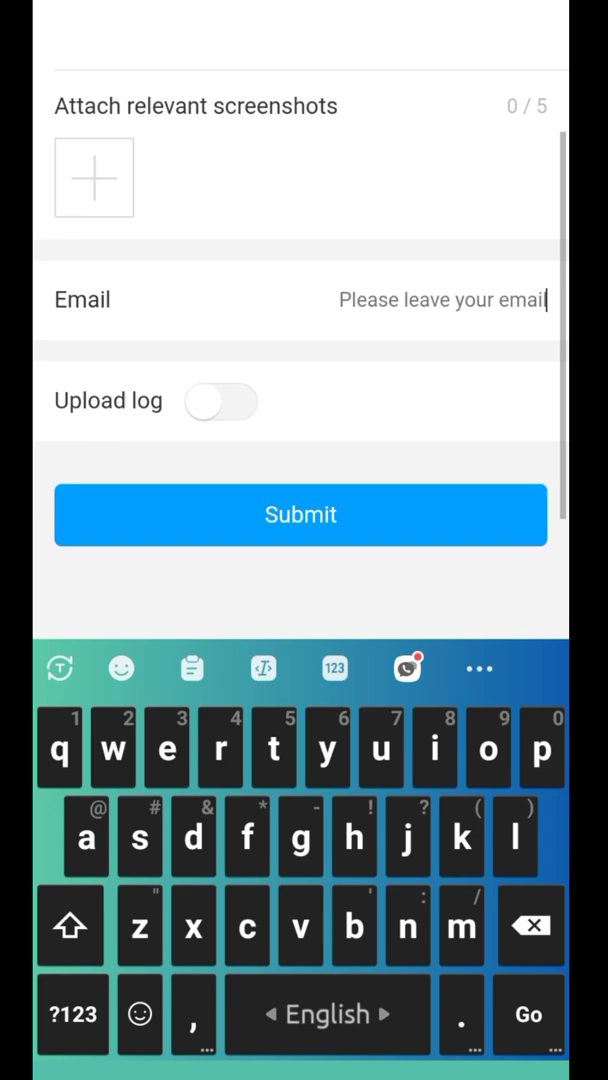 Attach relevant screenshots 0 / 5
Email Please leave your email
Upload log
Submit
123
1 2 3 4 5 6 7 8 9 0
q w e r t y u i o p
@ # & * - ! ? ( )
a s d f g h j k l
" ' : /
z x c v b n m
?123 , English . Go